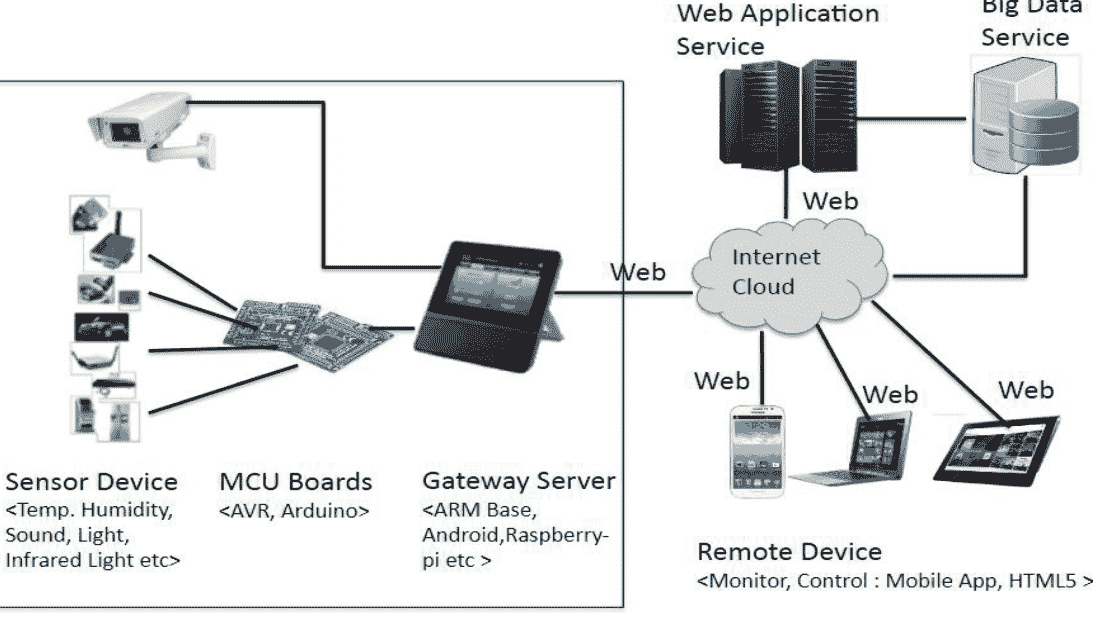 Web Application
Service
Big Data
Service
Web
Internet
Cloud
Web
Web
Web
Web
Sensor Device
<Temp. Humidity,
Sound, Light,
Infrared Light etc>
MCU Boards
<AVR, Arduino>
Gateway Server
<ARM Base,
Android,Raspberry-
pi etc >
Remote Device
<Monitor, Control : Mobile App, HTML5 >